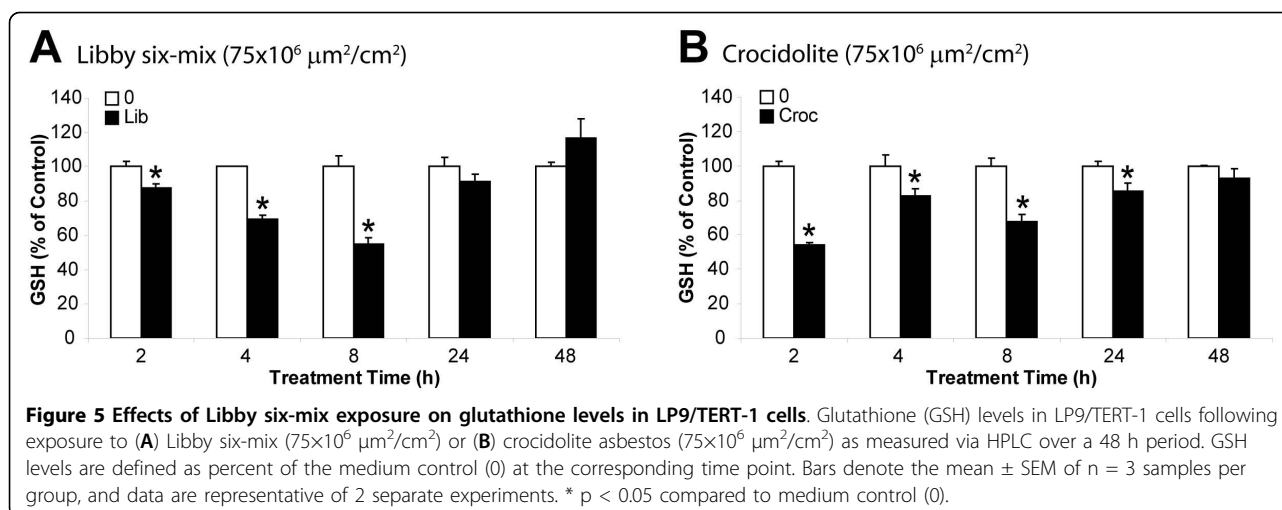 A Libby six-mix (75x10⁶ μm²/cm²)
GSH (% of Control)
140
120
100
80
60
40
20
0
0
Lib
*
*
*
2 4 8 24 48
Treatment Time (h)
B Crocidolite (75x10⁶ μm²/cm²)
GSH (% of Control)
140
120
100
80
60
40
20
0
0
Croc
*
*
*
*
2 4 8 24 48
Treatment Time (h)
Figure 5 Effects of Libby six-mix exposure on glutathione levels in LP9/TERT-1 cells. Glutathione (GSH) levels in LP9/TERT-1 cells following
exposure to (A) Libby six-mix (75×10⁶ μm²/cm²) or (B) crocidolite asbestos (75×10⁶ μm²/cm²) as measured via HPLC over a 48 h period. GSH
levels are defined as percent of the medium control (0) at the corresponding time point. Bars denote the mean ± SEM of n = 3 samples per
group, and data are representative of 2 separate experiments. * p < 0.05 compared to medium control (0).